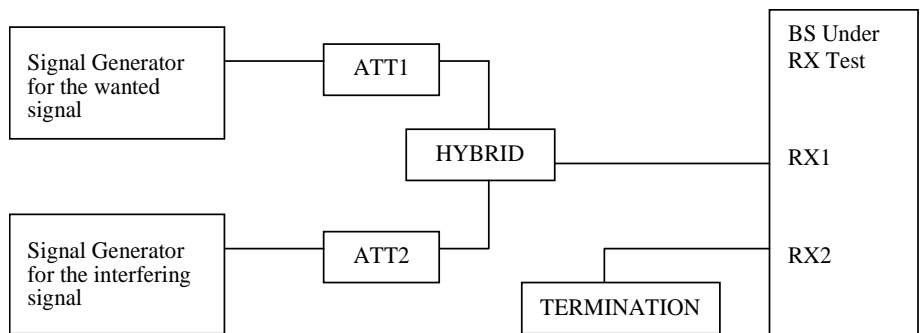 Signal Generator
for the wanted
signal
ATT1
HYBRID
BS Under
RX Test
RX1
Signal Generator
for the interfering
signal
ATT2
TERMINATION
RX2